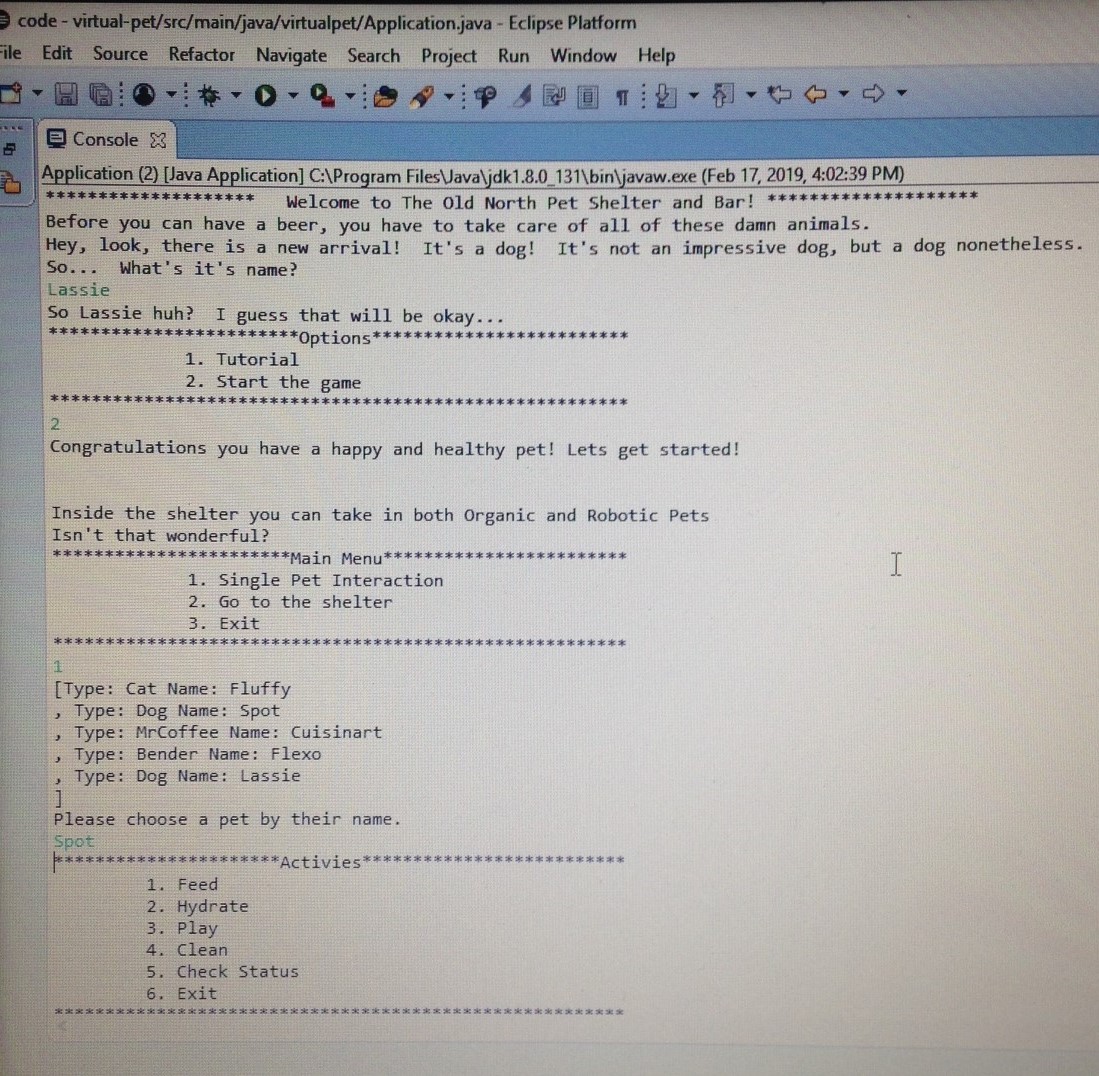 code - virtual-pet/src/main/java/virtualpet/Application.java - Eclipse Platform
File Edit Source Refactor Navigate Search Project Run Window Help
Console
Application (2) [Java Application] C:\Program Files\Java\jdk1.8.0_131\bin\javaw.exe (Feb 17, 2019, 4:02:39 PM)
******************** Welcome to The Old North Pet Shelter and Bar! ********************
Before you can have a beer, you have to take care of all of these damn animals.
Hey, look, there is a new arrival!  It's a dog!  It's not an impressive dog, but a dog nonetheless.
So...  What's it's name?
Lassie
So Lassie huh?  I guess that will be okay...
************************Options*************************
1. Tutorial
2. Start the game
********************************************************
2
Congratulations you have a happy and healthy pet! Lets get started!
Inside the shelter you can take in both Organic and Robotic Pets
Isn't that wonderful?
***********************Main Menu************************
1. Single Pet Interaction
2. Go to the shelter
3. Exit
********************************************************
1
[Type: Cat Name: Fluffy
, Type: Dog Name: Spot
, Type: MrCoffee Name: Cuisinart
, Type: Bender Name: Flexo
, Type: Dog Name: Lassie
]
Please choose a pet by their name.
Spot
**********************Activies**************************
1. Feed
2. Hydrate
3. Play
4. Clean
5. Check Status
6. Exit
********************************************************